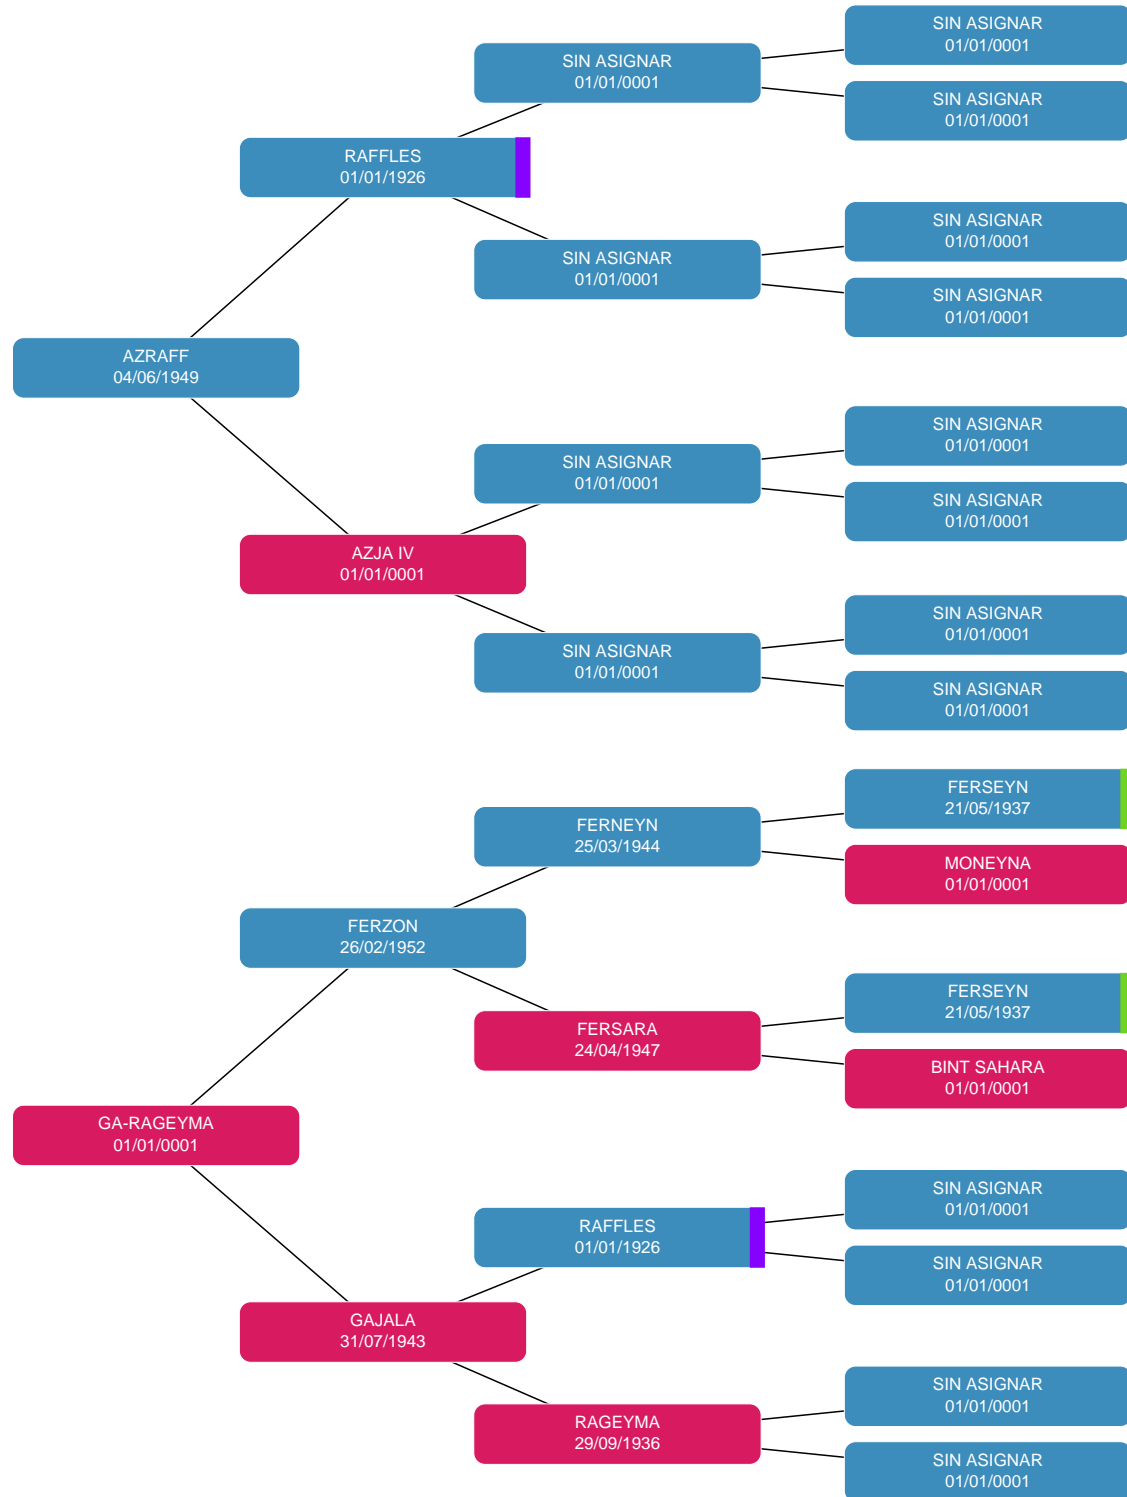 SIN ASIGNAR
01/01/0001
SIN ASIGNAR
01/01/0001
SIN ASIGNAR
01/01/0001
RAFFLES
01/01/1926
SIN ASIGNAR
01/01/0001
SIN ASIGNAR
01/01/0001
SIN ASIGNAR
01/01/0001
AZRAFF
04/06/1949
SIN ASIGNAR
01/01/0001
SIN ASIGNAR
01/01/0001
SIN ASIGNAR
01/01/0001
AZJA IV
01/01/0001
SIN ASIGNAR
01/01/0001
SIN ASIGNAR
01/01/0001
SIN ASIGNAR
01/01/0001
FERSEYN
21/05/1937
FERNEYN
25/03/1944
MONEYNA
01/01/0001
FERZON
26/02/1952
FERSEYN
21/05/1937
FERSARA
24/04/1947
BINT SAHARA
01/01/0001
GA-RAGEYMA
01/01/0001
SIN ASIGNAR
01/01/0001
RAFFLES
01/01/1926
SIN ASIGNAR
01/01/0001
GAJALA
31/07/1943
SIN ASIGNAR
01/01/0001
RAGEYMA
29/09/1936
SIN ASIGNAR
01/01/0001